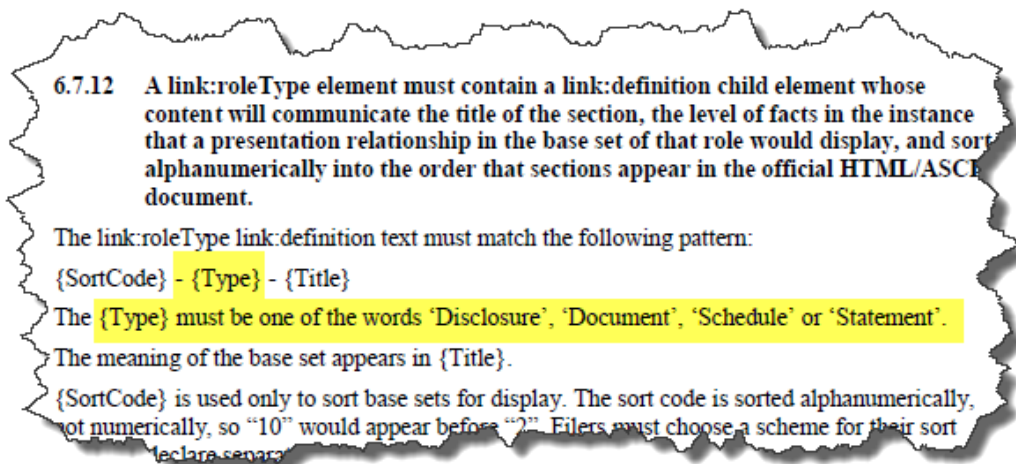 6.7.12 A link:roleType element must contain a link:definition child element whose
content will communicate the title of the section, the level of facts in the instance
that a presentation relationship in the base set of that role would display, and sort
alphanumerically into the order that sections appear in the official HTML/ASCI
document.
The link:roleType link:definition text must match the following pattern:
{SortCode} - {Type} - {Title}
The {Type} must be one of the words ‘Disclosure’, ‘Document’, ‘Schedule’ or ‘Statement’.
The meaning of the base set appears in {Title}.
{SortCode} is used only to sort base sets for display. The sort code is sorted alphanumerically,
not numerically, so “10” would appear before “2”. Filers must choose a scheme for their sort
declare